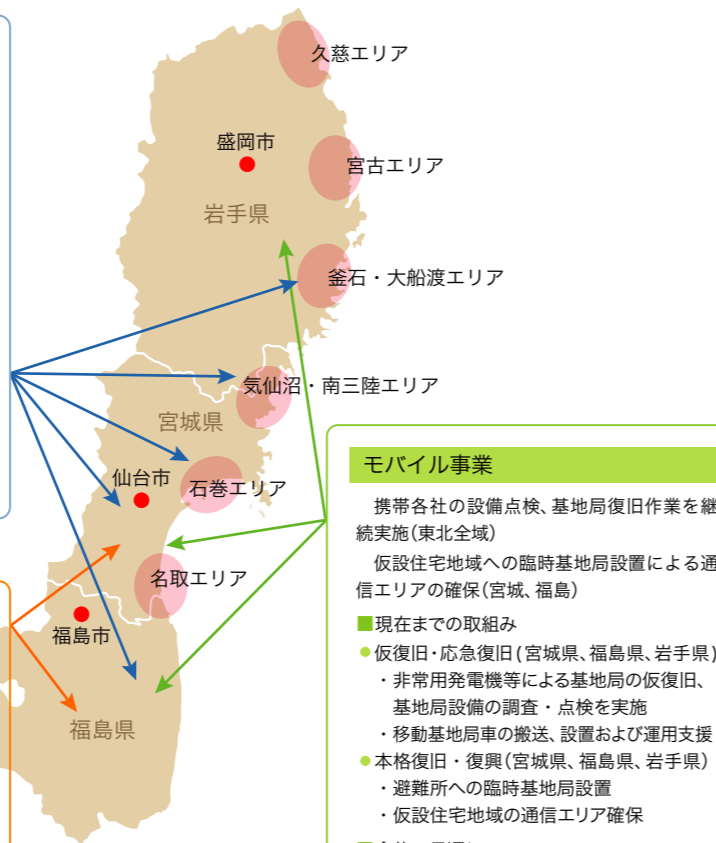 久慈エリア
盛岡市
宮古エリア
岩手県
釜石・大船渡エリア
気仙沼・南三陸エリア
宮城県
仙台市
石巻エリア
名取エリア
福島市
福島県
モバイル事業
携帯各社の設備点検、基地局復旧作業を継
続実施(東北全域)
仮設住宅地域への臨時基地局設置による通
信エリアの確保(宮城、福島)
■現在までの取組み
●仮復旧・応急復旧(宮城県、福島県、岩手県)
・非常用発電機等による基地局の仮復旧、
基地局設備の調査・点検を実施
・移動基地局車の搬送、設置および運用支援
●本格復旧・復興(宮城県、福島県、岩手県)
・避難所への臨時基地局設置
・仮設住宅地域の通信エリア確保